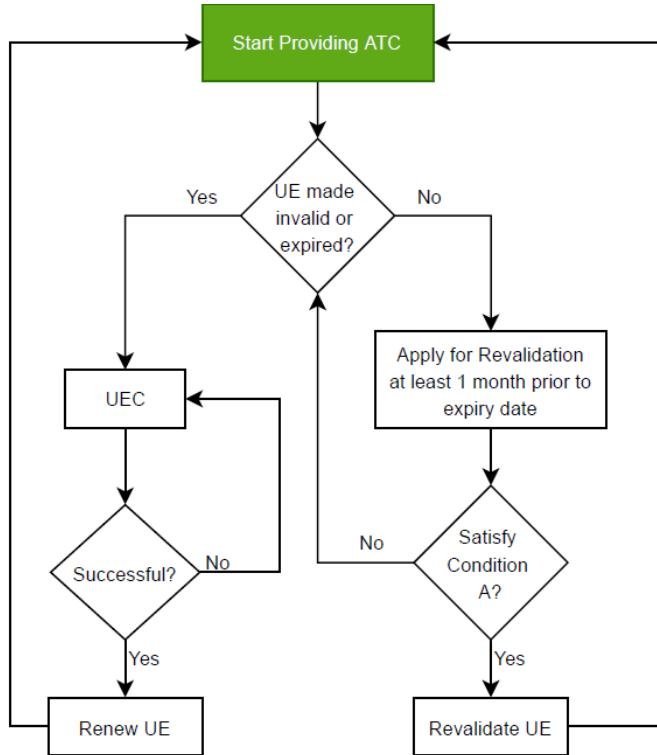 Start Providing ATC
Yes
UE made
invalid or
expired?
No
UEC
Apply for Revalidation
at least 1 month prior to
expiry date
Successful?
No
No
Satisfy
Condition
A?
Yes
Yes
Renew UE
Revalidate UE